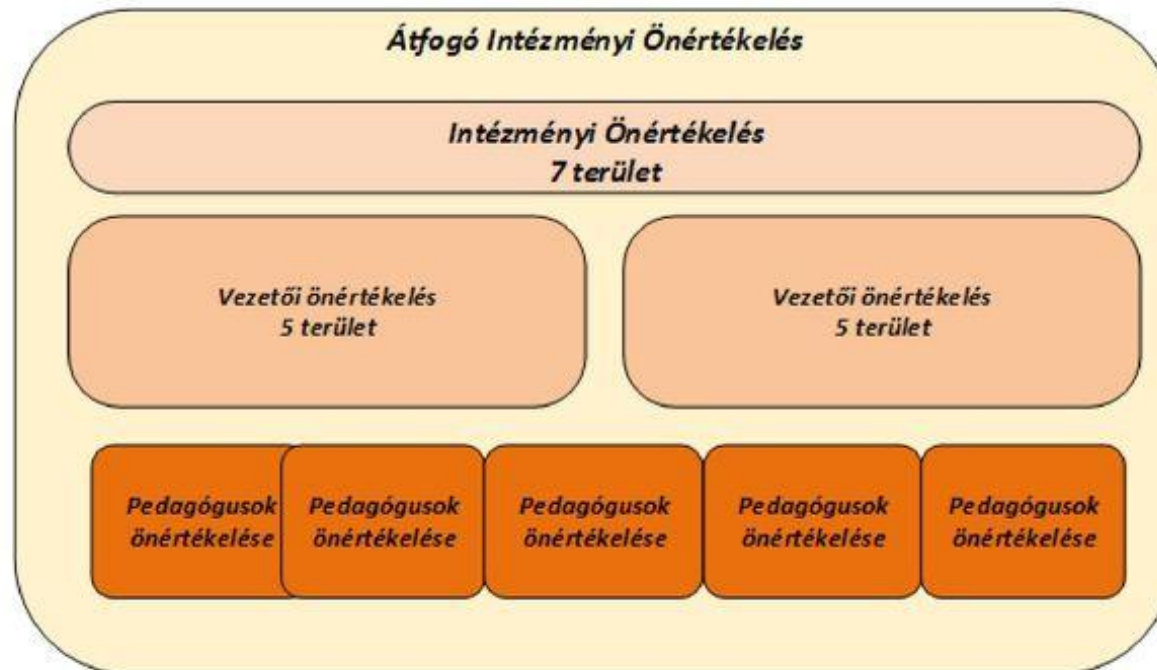 Átfogó Intézményi Önértékelés
Intézményi Önértékelés
7 terület
Vezetői önértékelés
5 terület
Vezetői önértékelés
5 terület
Pedagógusok
önértékelése
Pedagógusok
önértékelése
Pedagógusok
önértékelése
Pedagógusok
önértékelése
Pedagógusok
önértékelése